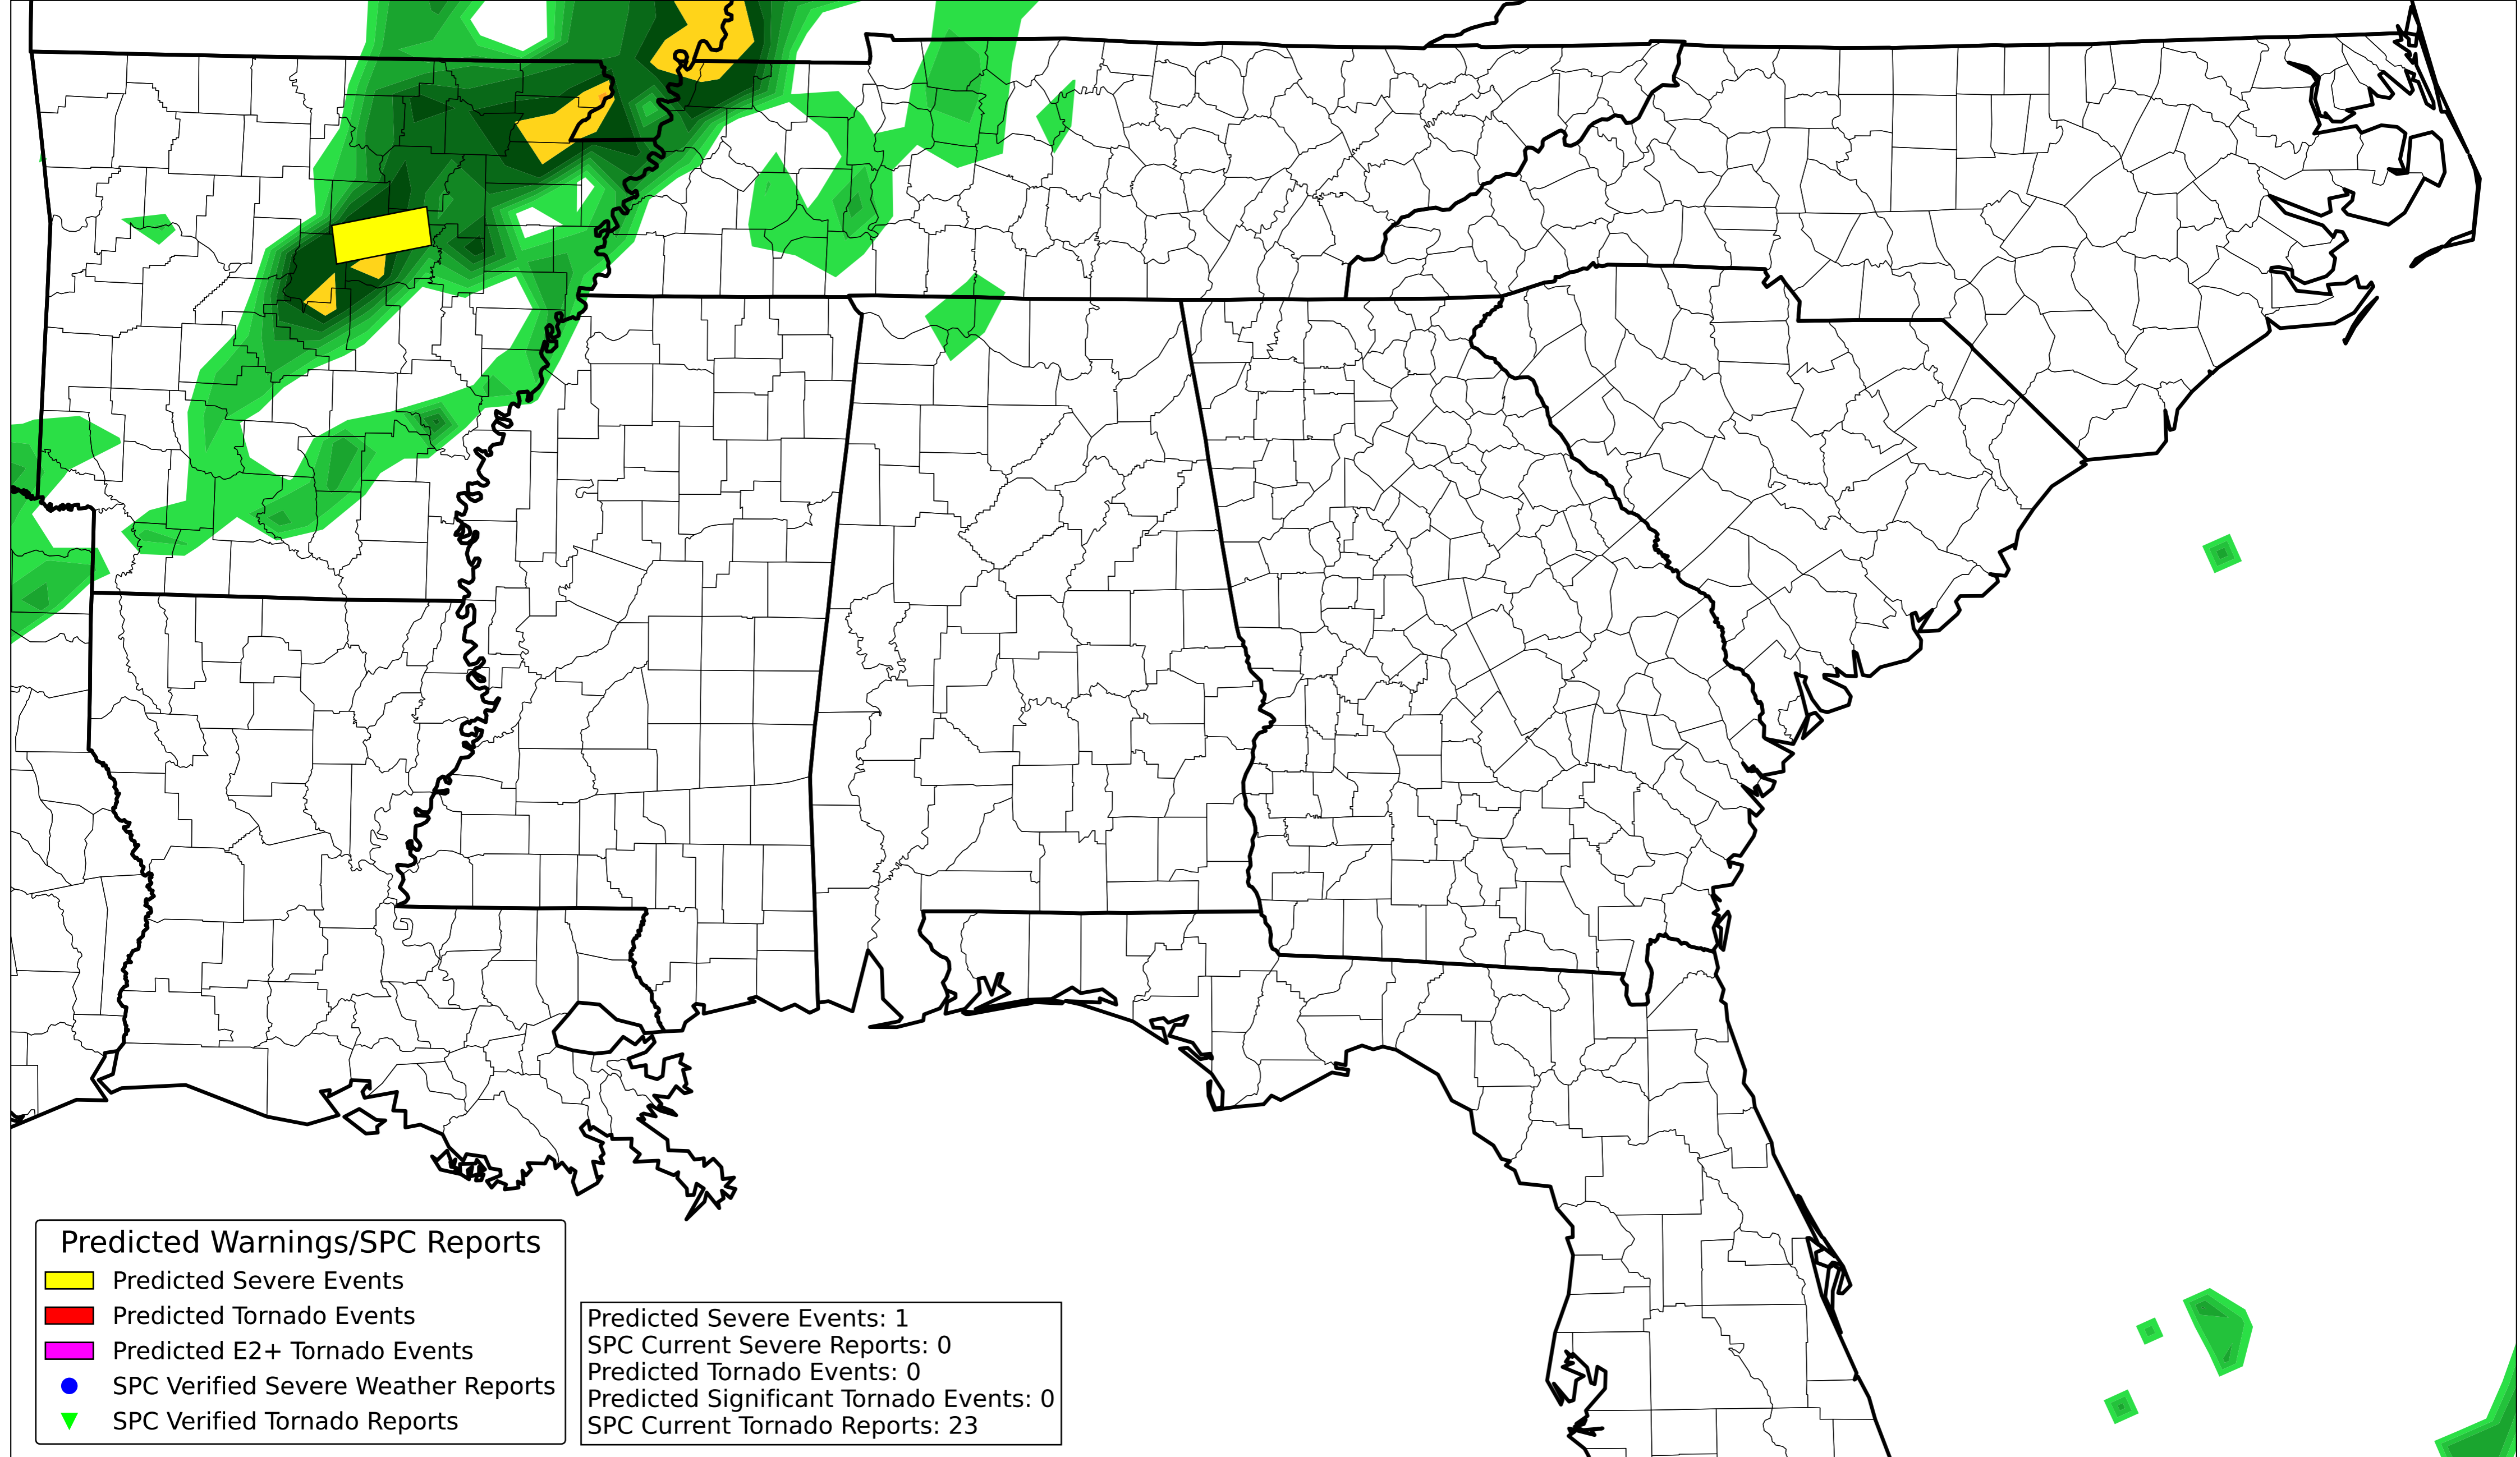 Predicted Warnings/SPC Reports
Predicted Severe Events
Predicted Tornado Events
Predicted E2+ Tornado Events
SPC Verified Severe Weather Reports
SPC Verified Tornado Reports
Predicted Severe Events: 1
SPC Current Severe Reports: 0
Predicted Tornado Events: 0
Predicted Significant Tornado Events: 0
SPC Current Tornado Reports: 23